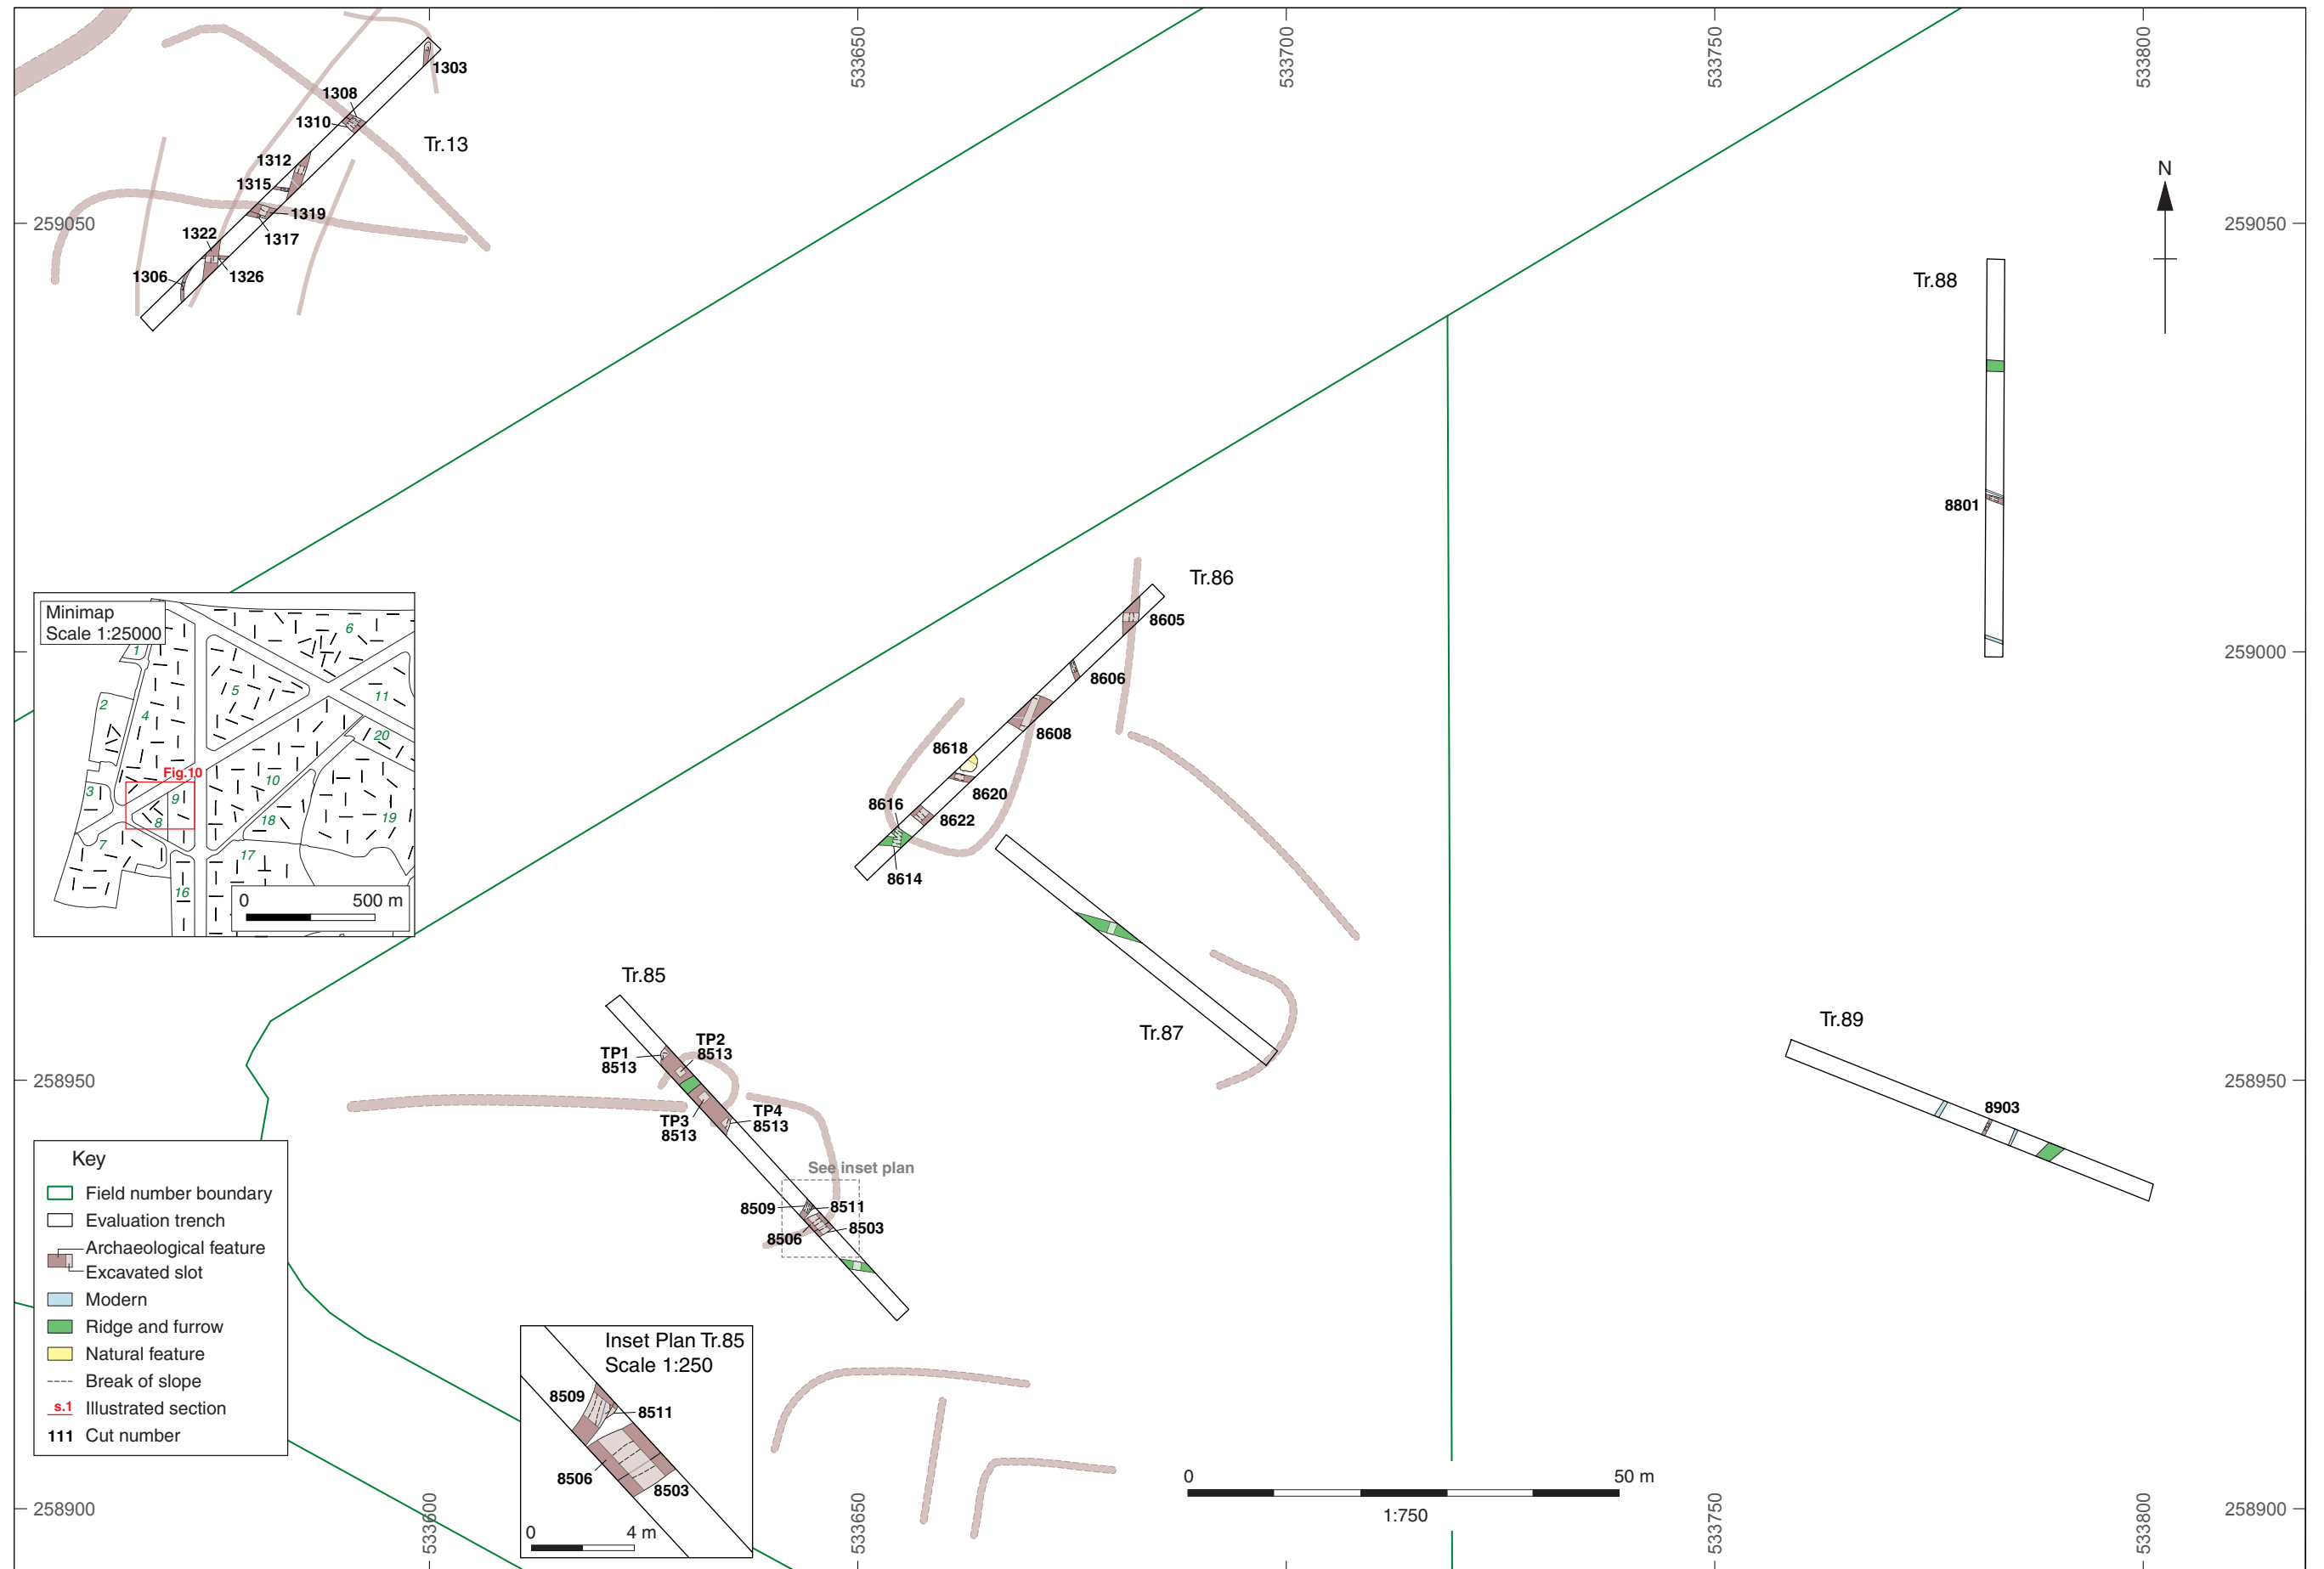 533650
533700
533750
533800
1303
1308
1310
Tr.13
1312
1315
1319
1317
1322
1306
1326
259050
259050
N
Tr.88
8801
Tr.86
8605
8606
8608
8618
8620
8616
8622
8614
259000
Minimap
Scale 1:25000
1
2
3
4
5
6
7
8
9
10
11
16
17
18
19
20
Fig.10
0
500 m
Tr.85
TP1
8513
TP2
8513
TP3
8513
TP4
8513
Tr.87
Tr.89
8903
258950
258950
See inset plan
8509
8511
8506
8503
Key
Field number boundary
Evaluation trench
Archaeological feature
Excavated slot
Modern
Ridge and furrow
Natural feature
Break of slope
s.1 Illustrated section
111 Cut number
Inset Plan Tr.85
Scale 1:250
8509
8511
8506
8503
0
4 m
0
50 m
1:750
258900
258900
533600
533650
533750
533800